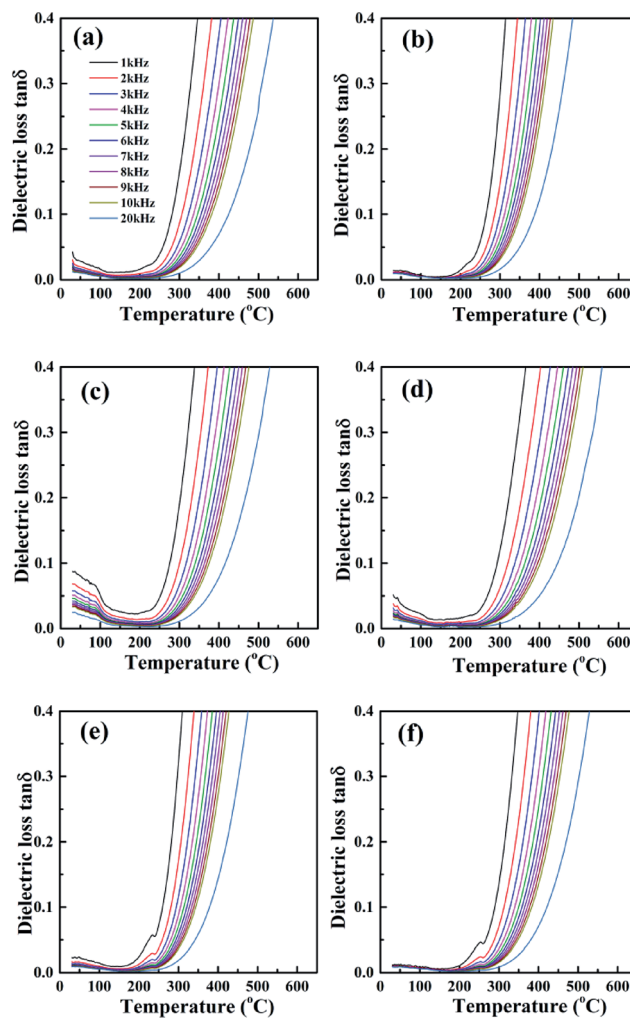 (a)
1kHz
2kHz
3kHz
4kHz
5kHz
6kHz
7kHz
8kHz
9kHz
10kHz
20kHz
Dielectric loss tanδ
0.4
0.3
0.2
0.1
0.0
0 100 200 300 400 500 600
Temperature (°C)
(b)
Dielectric loss tanδ
0.4
0.3
0.2
0.1
0.0
0 100 200 300 400 500 600
Temperature (°C)
(c)
Dielectric loss tanδ
0.4
0.3
0.2
0.1
0.0
0 100 200 300 400 500 600
Temperature (°C)
(d)
Dielectric loss tanδ
0.4
0.3
0.2
0.1
0.0
0 100 200 300 400 500 600
Temperature (°C)
(e)
Dielectric loss tanδ
0.4
0.3
0.2
0.1
0.0
0 100 200 300 400 500 600
Temperature (°C)
(f)
Dielectric loss tanδ
0.4
0.3
0.2
0.1
0.0
0 100 200 300 400 500 600
Temperature (°C)